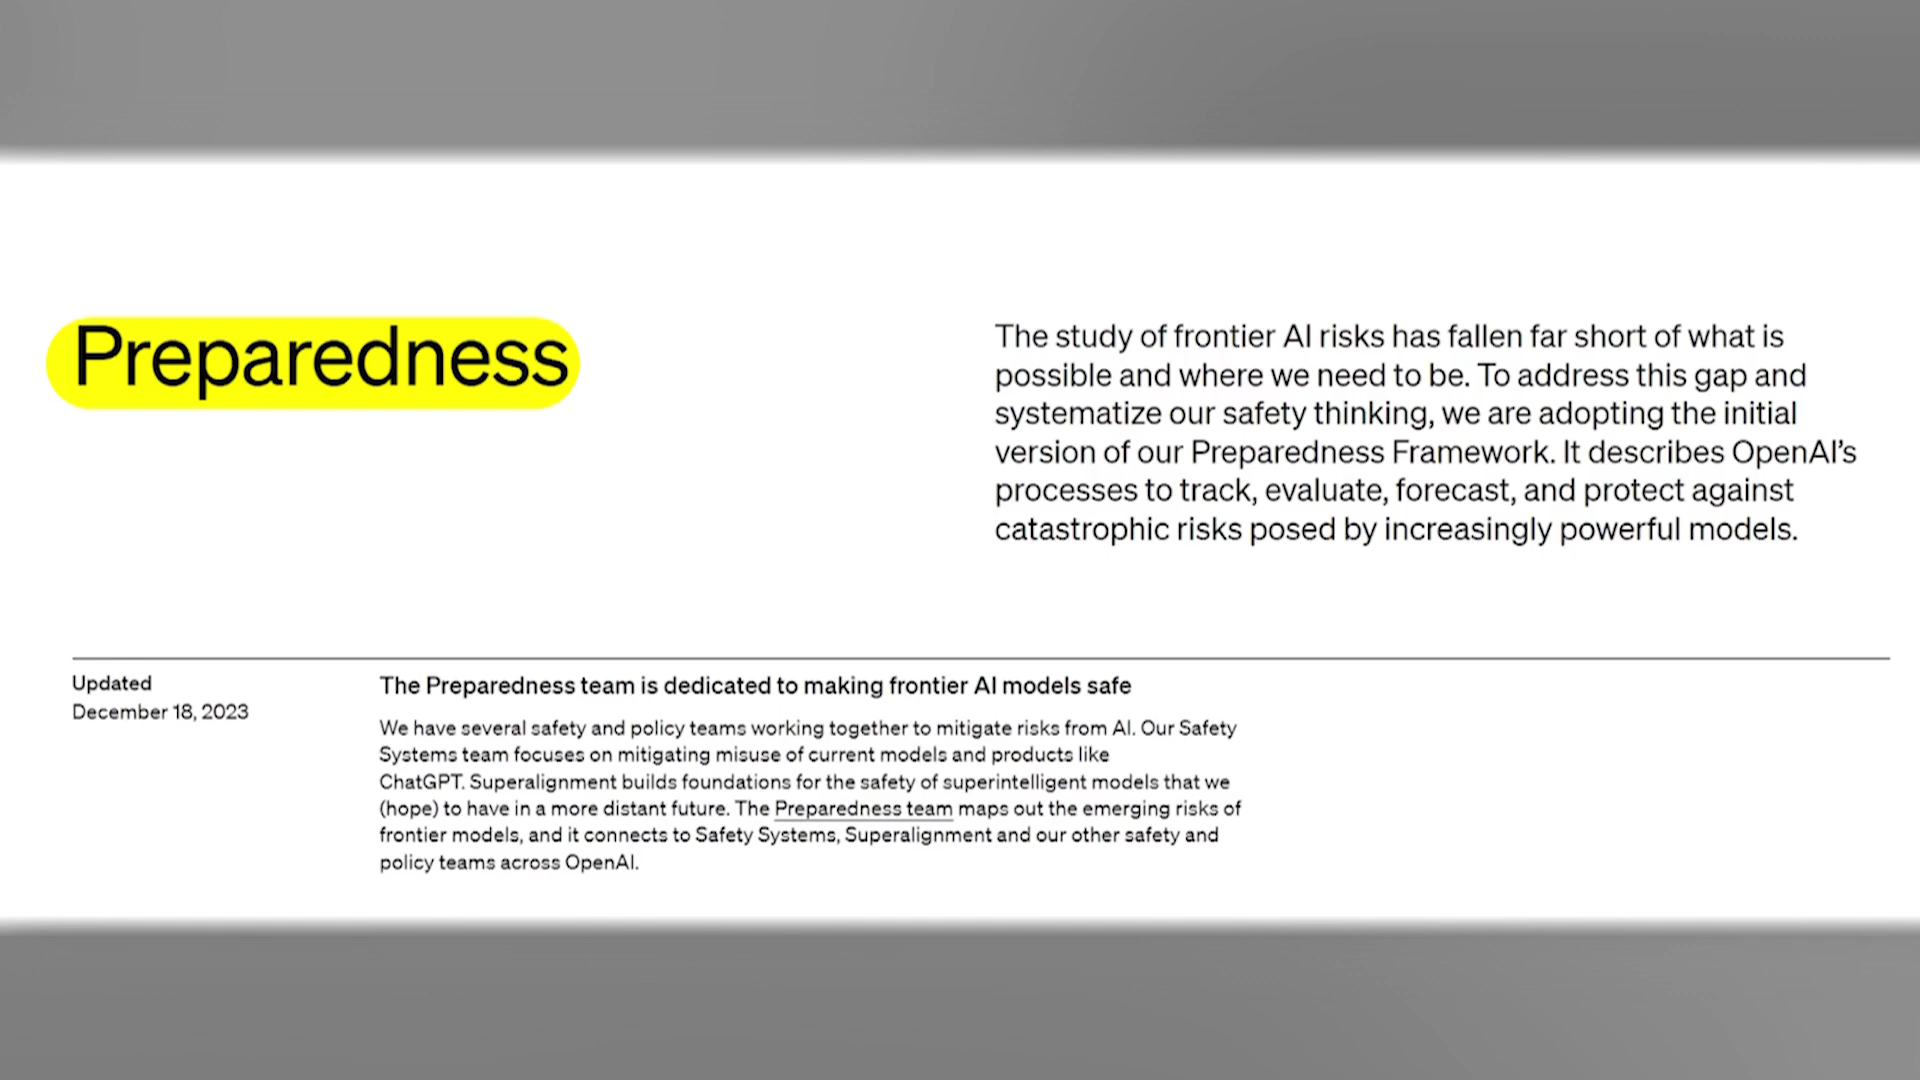 Preparedness
The study of frontier AI risks has fallen far short of what is
possible and where we need to be. To address this gap and
systematize our safety thinking, we are adopting the initial
version of our Preparedness Framework. It describes OpenAI’s
processes to track, evaluate, forecast, and protect against
catastrophic risks posed by increasingly powerful models.
Updated
December 18, 2023
The Preparedness team is dedicated to making frontier AI models safe
We have several safety and policy teams working together to mitigate risks from AI. Our Safety
Systems team focuses on mitigating misuse of current models and products like
ChatGPT. Superalignment builds foundations for the safety of superintelligent models that we
(hope) to have in a more distant future. The Preparedness team maps out the emerging risks of
frontier models, and it connects to Safety Systems, Superalignment and our other safety and
policy teams across OpenAI.